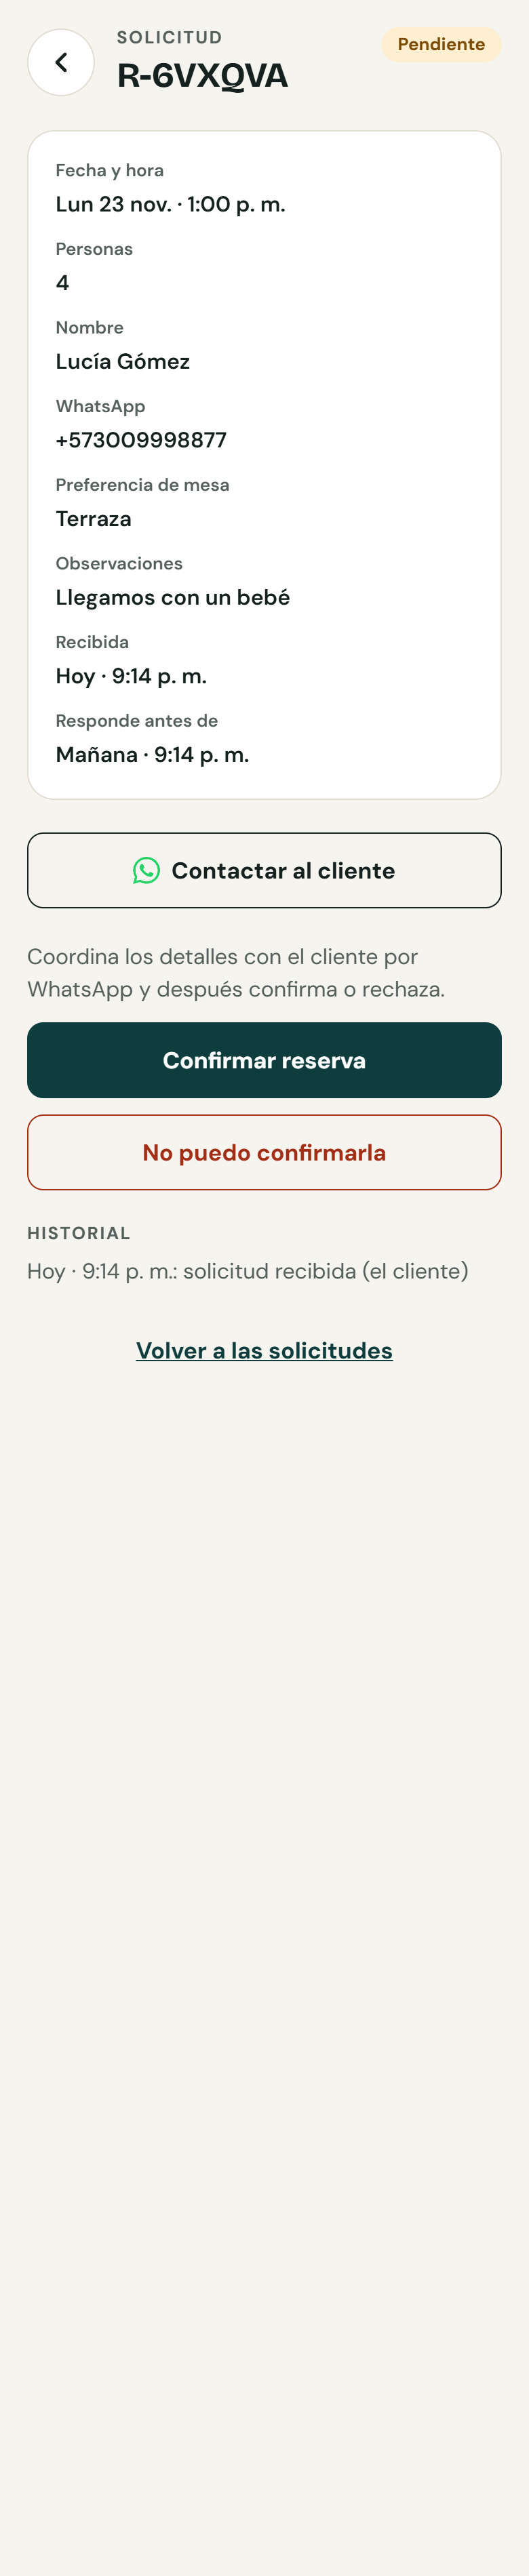 SOLICITUD
R-6VXQVA
Pendiente
Fecha y hora
Lun 23 nov. · 1:00 p. m.
Personas
4
Nombre
Lucía Gómez
WhatsApp
+573009998877
Preferencia de mesa
Terraza
Observaciones
Llegamos con un bebé
Recibida
Hoy · 9:14 p. m.
Responde antes de
Mañana · 9:14 p. m.
Contactar al cliente
Coordina los detalles con el cliente por
WhatsApp y después confirma o rechaza.
Confirmar reserva
No puedo confirmarla
HISTORIAL
Hoy · 9:14 p. m.: solicitud recibida (el cliente)
Volver a las solicitudes